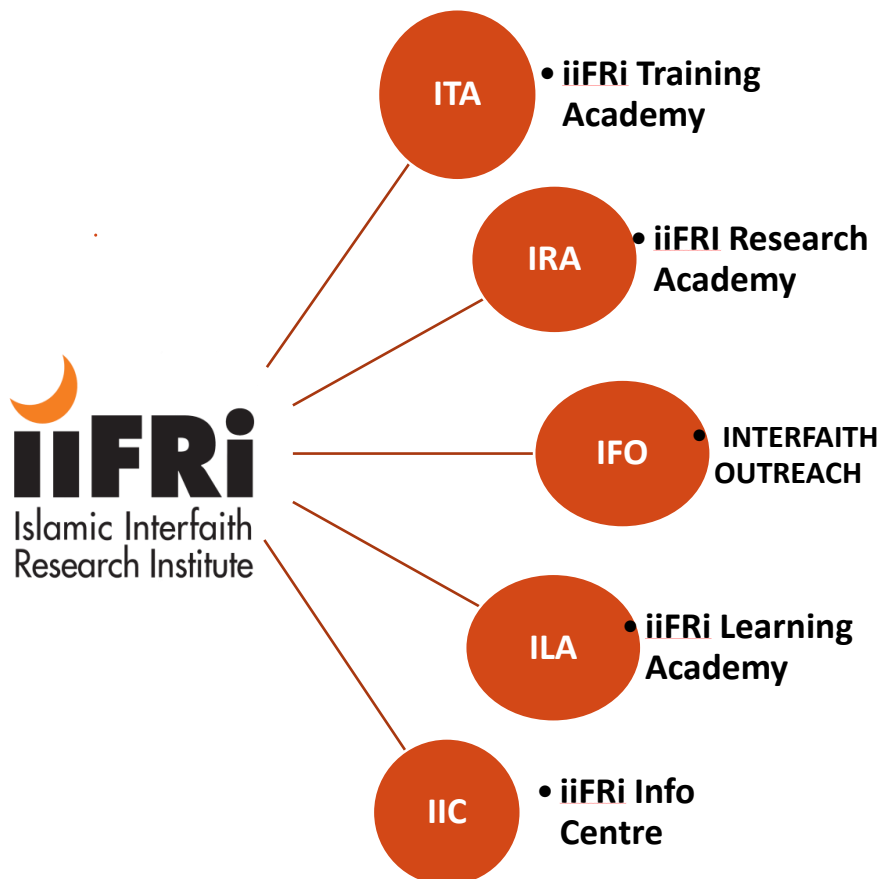 ITA
• iiFRi Training
Academy
IRA
• iiFRI Research
Academy
iiFRi
Islamic Interfaith
Research Institute
IFO
• INTERFAITH
OUTREACH
ILA
• iiFRi Learning
Academy
IIC
• iiFRi Info
Centre